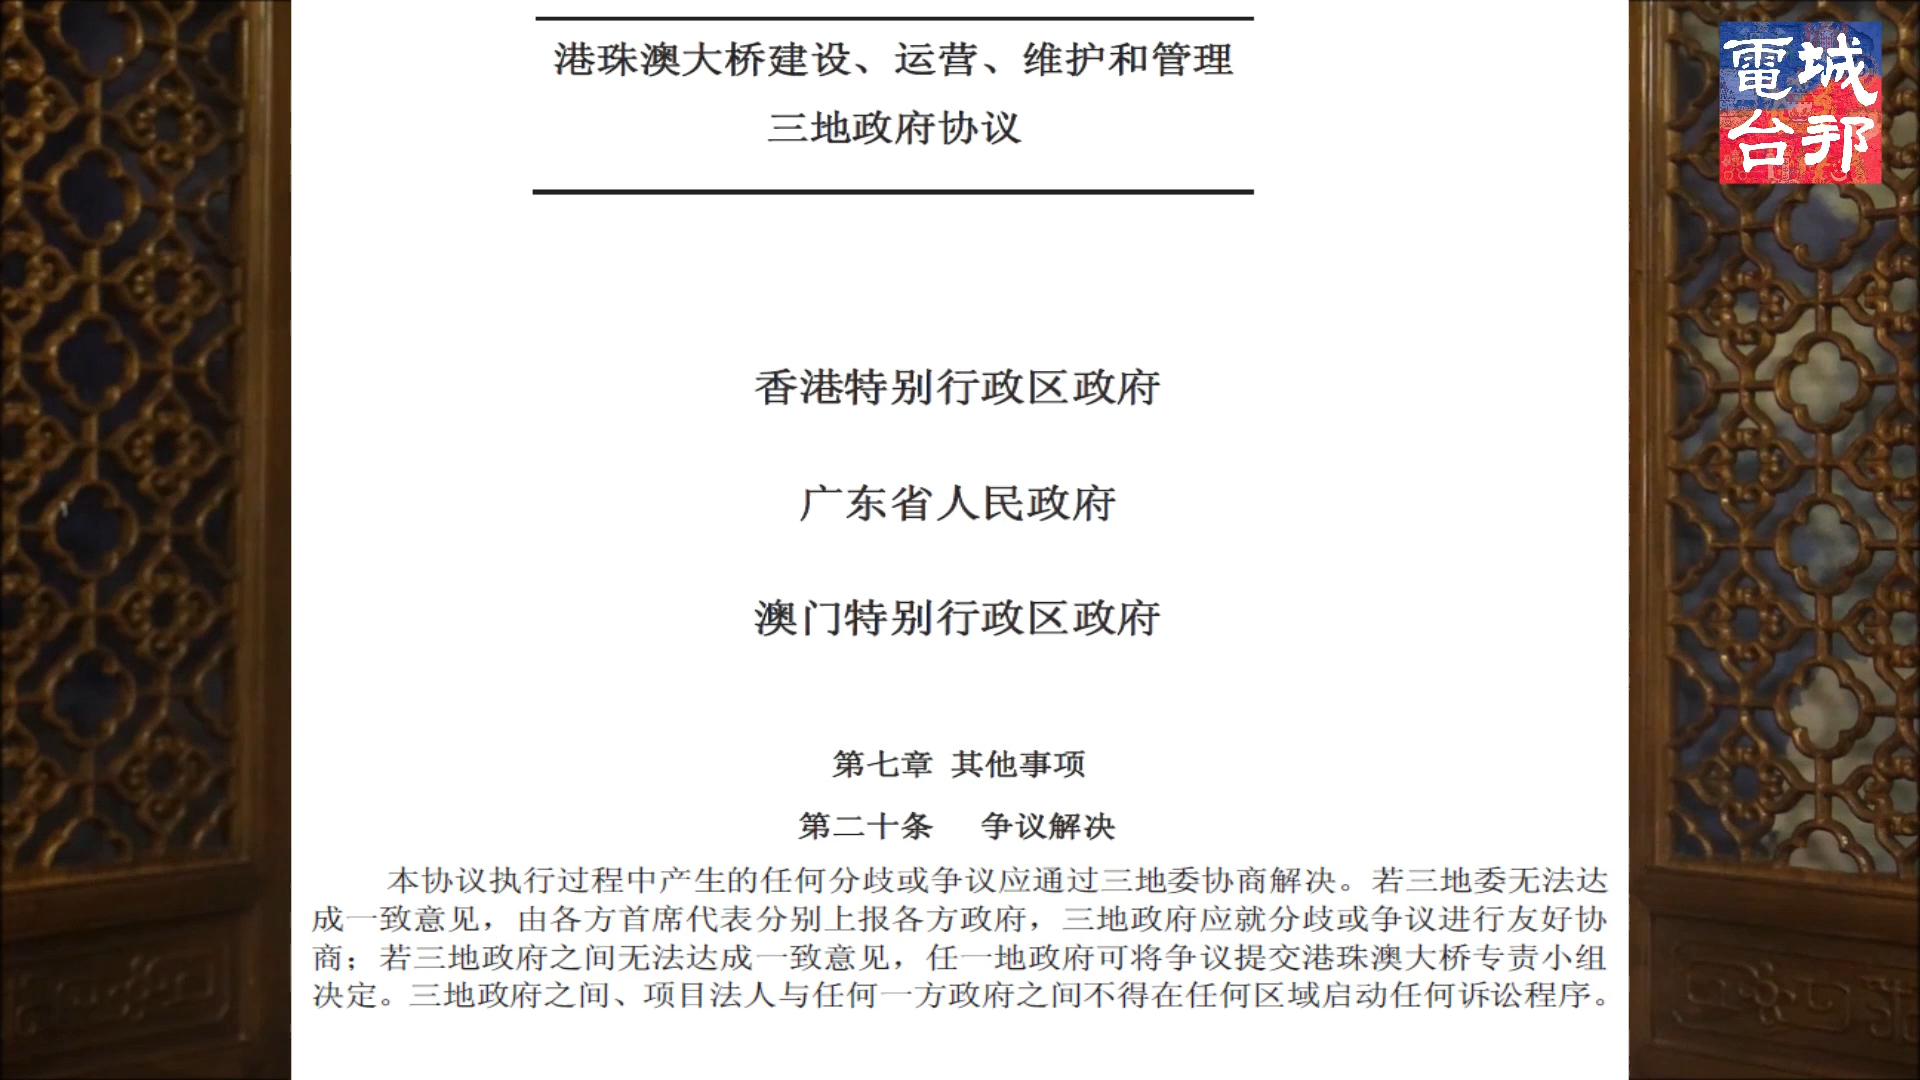 港珠澳大桥建设、运营、维护和管理
三地政府协议
香港特别行政区政府
广东省人民政府
澳门特别行政区政府
第七章 其他事项
第二十条 争议解决
本协议执行过程中产生的任何分歧或争议应通过三地委协商解决。若三地委无法达
成一致意见，由各方首席代表分别上报各方政府，三地政府应就分歧或争议进行友好协
商；若三地政府之间无法达成一致意见，任一地政府可将争议提交港珠澳大桥专责小组
决定。三地政府之间、项目法人与任何一方政府之间不得在任何区域启动任何诉讼程序。
電城
台邦